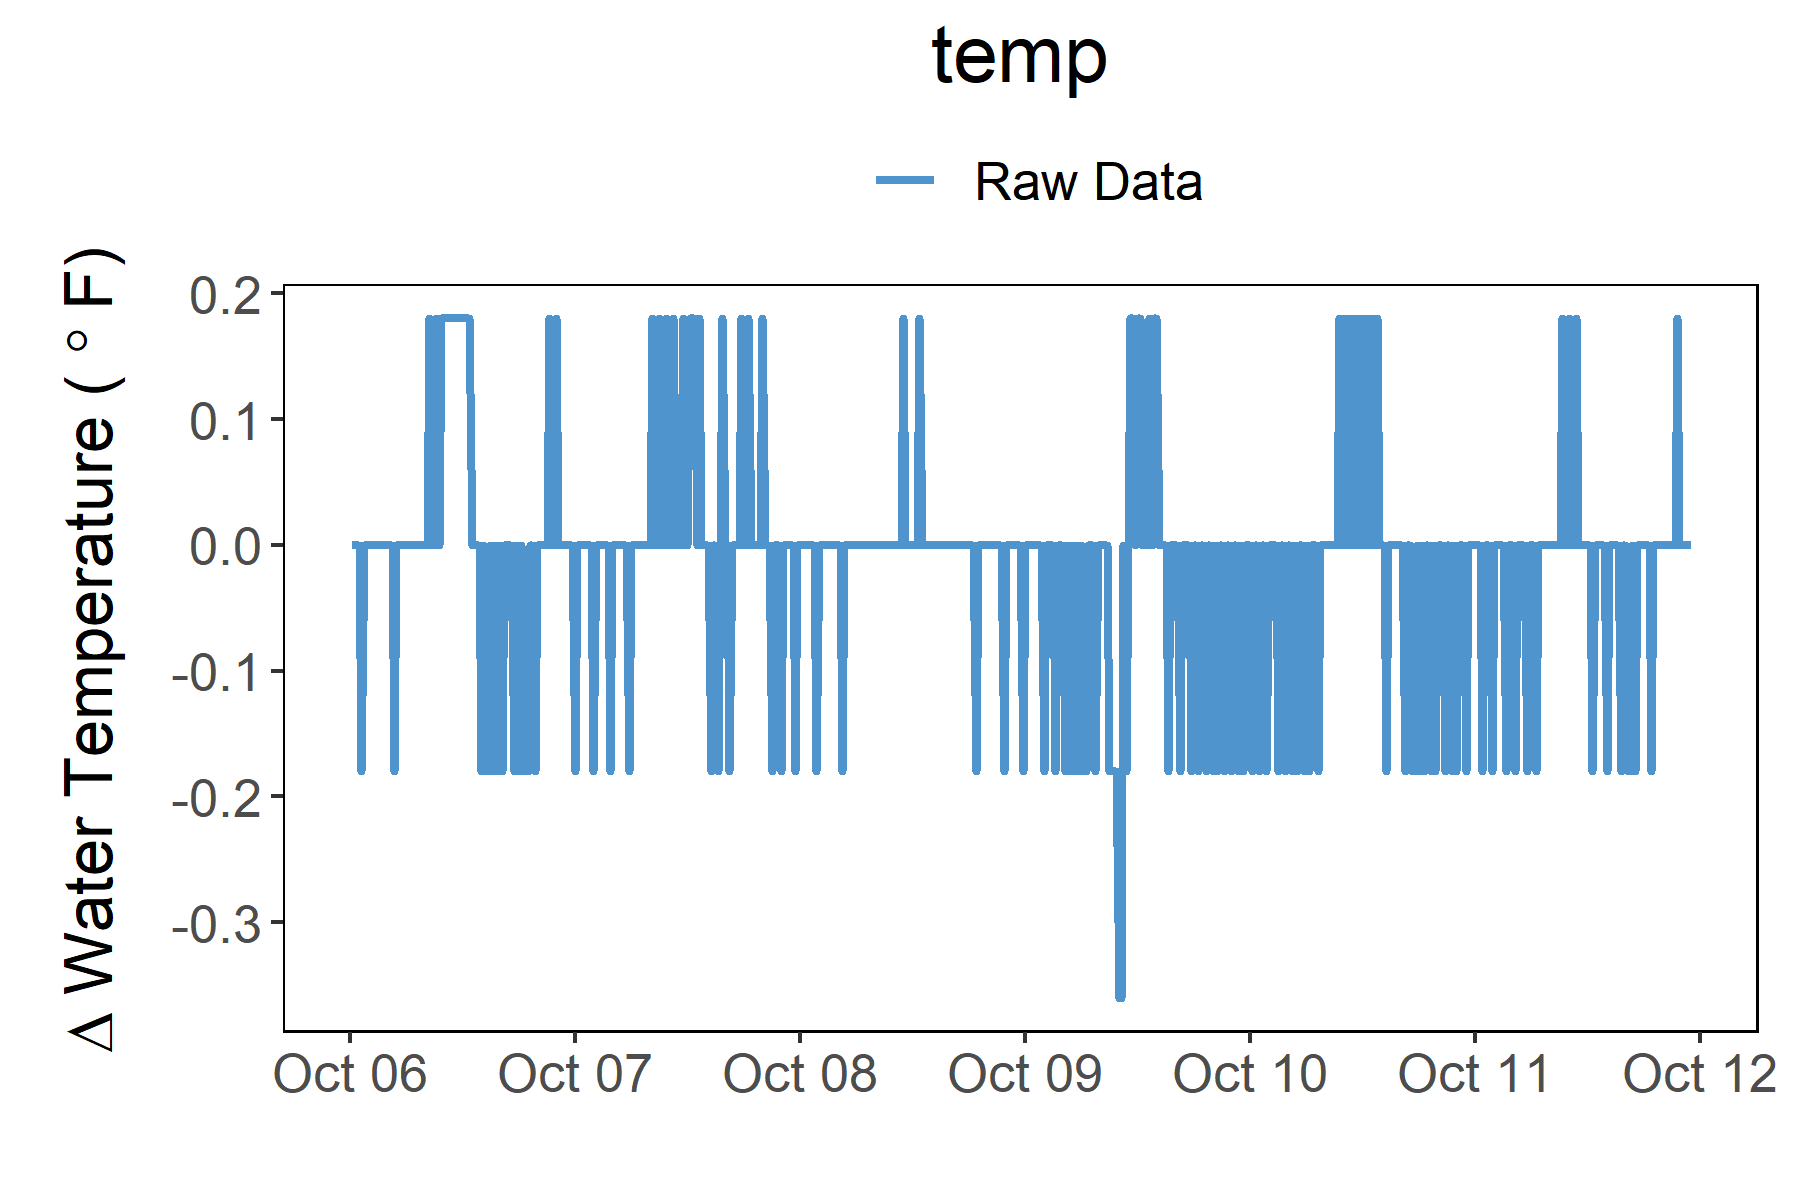 temp
Raw Data
Δ Water Temperature ( ° F)
0.2
0.1
0.0
-0.1
-0.2
-0.3
Oct 06 Oct 07 Oct 08 Oct 09 Oct 10 Oct 11 Oct 12